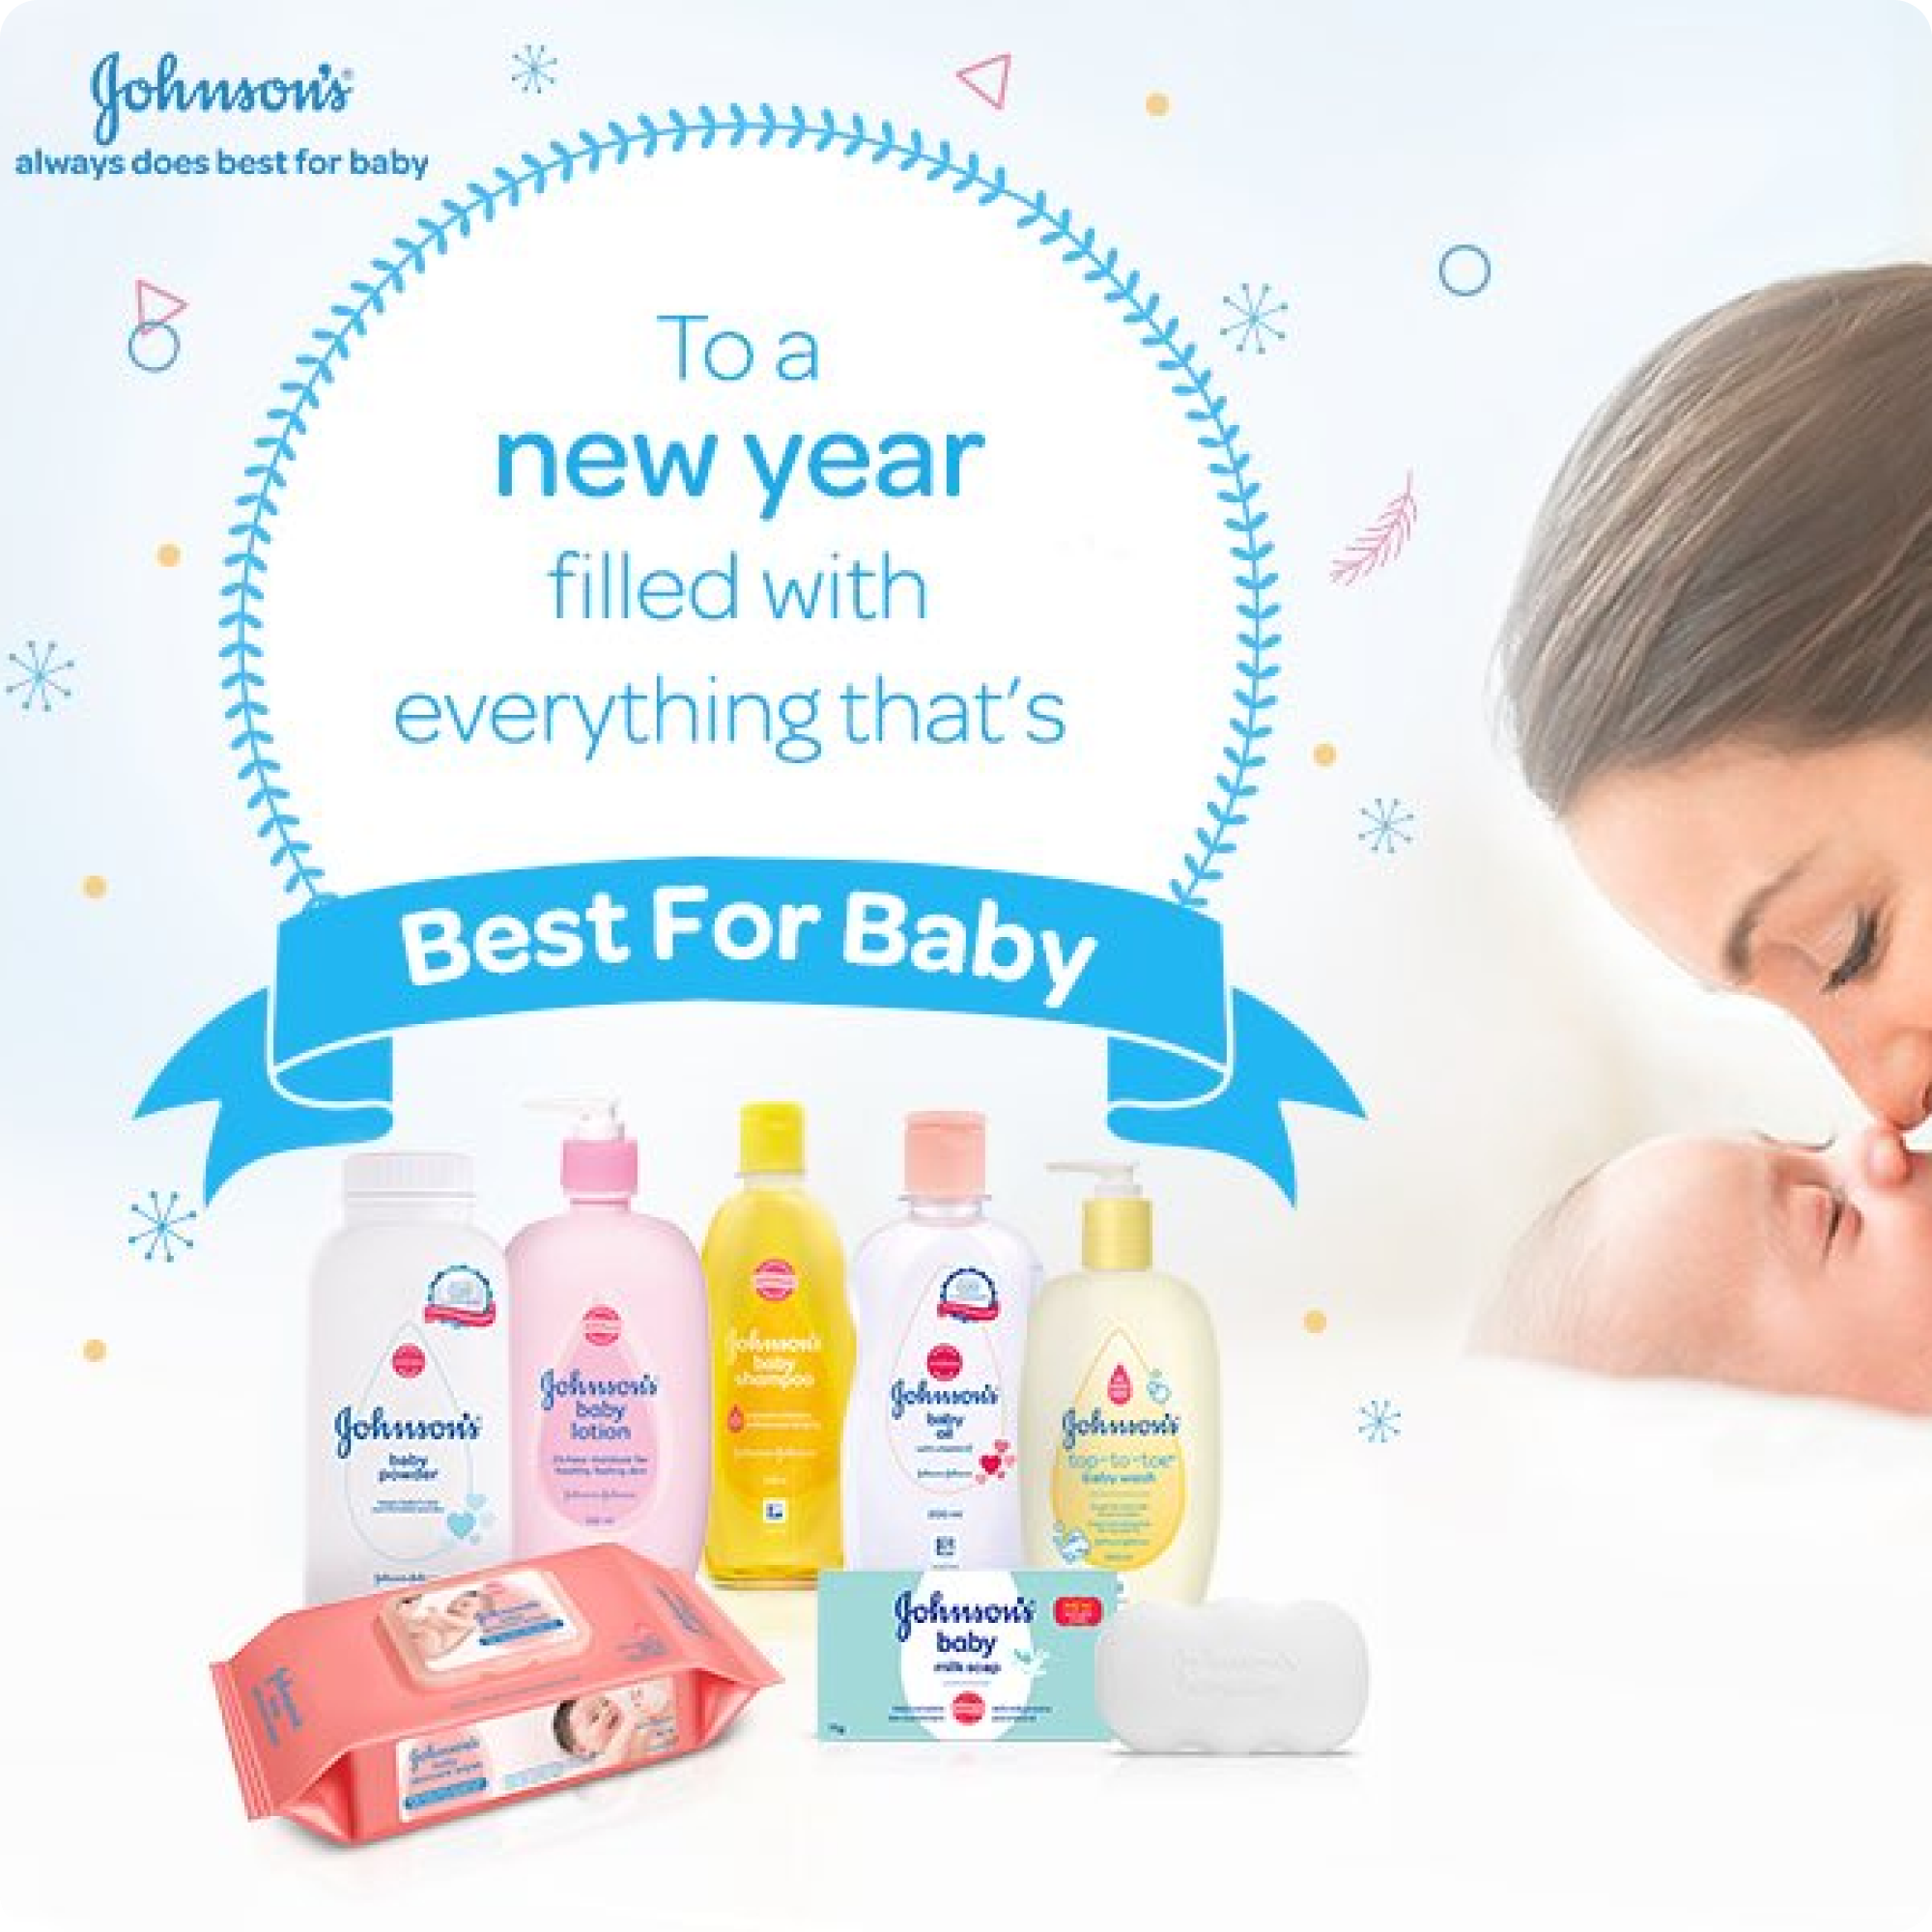 Johnson's®
always does best for baby
To a
new year
filled with
everything that's
Best For Baby
Johnson's
baby
powder
Johnson's
baby
lotion
Johnson's
baby
shampoo
Johnson's
baby
oil
Johnson's
top-to-toe®
baby wash
Johnson's
baby
milk soap